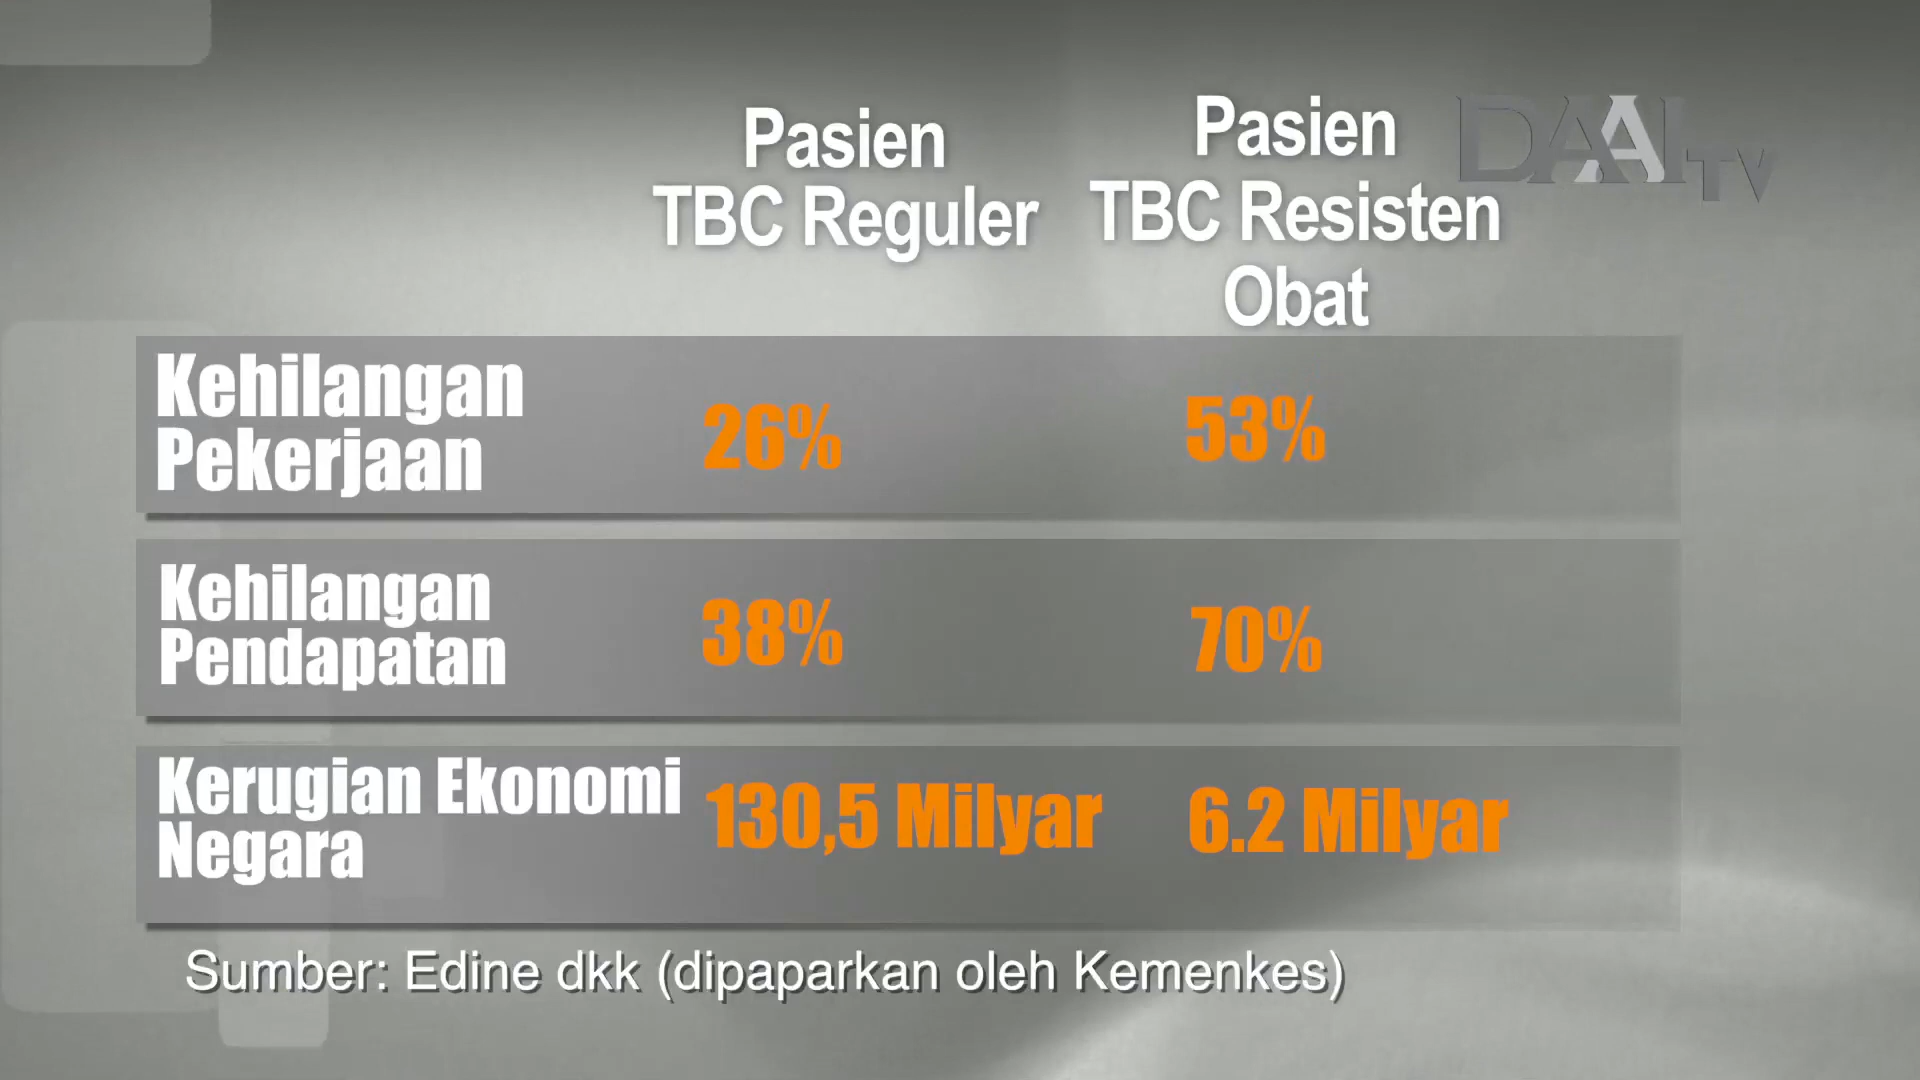 Pasien
TBC Reguler
Pasien
TBC Resisten
Obat
DAAI TV
Kehilangan
Pekerjaan
26%
53%
Kehilangan
Pendapatan
38%
70%
Kerugian Ekonomi
Negara
130,5 Milyar
6.2 Milyar
Sumber: Edine dkk (dipaparkan oleh Kemenkes)